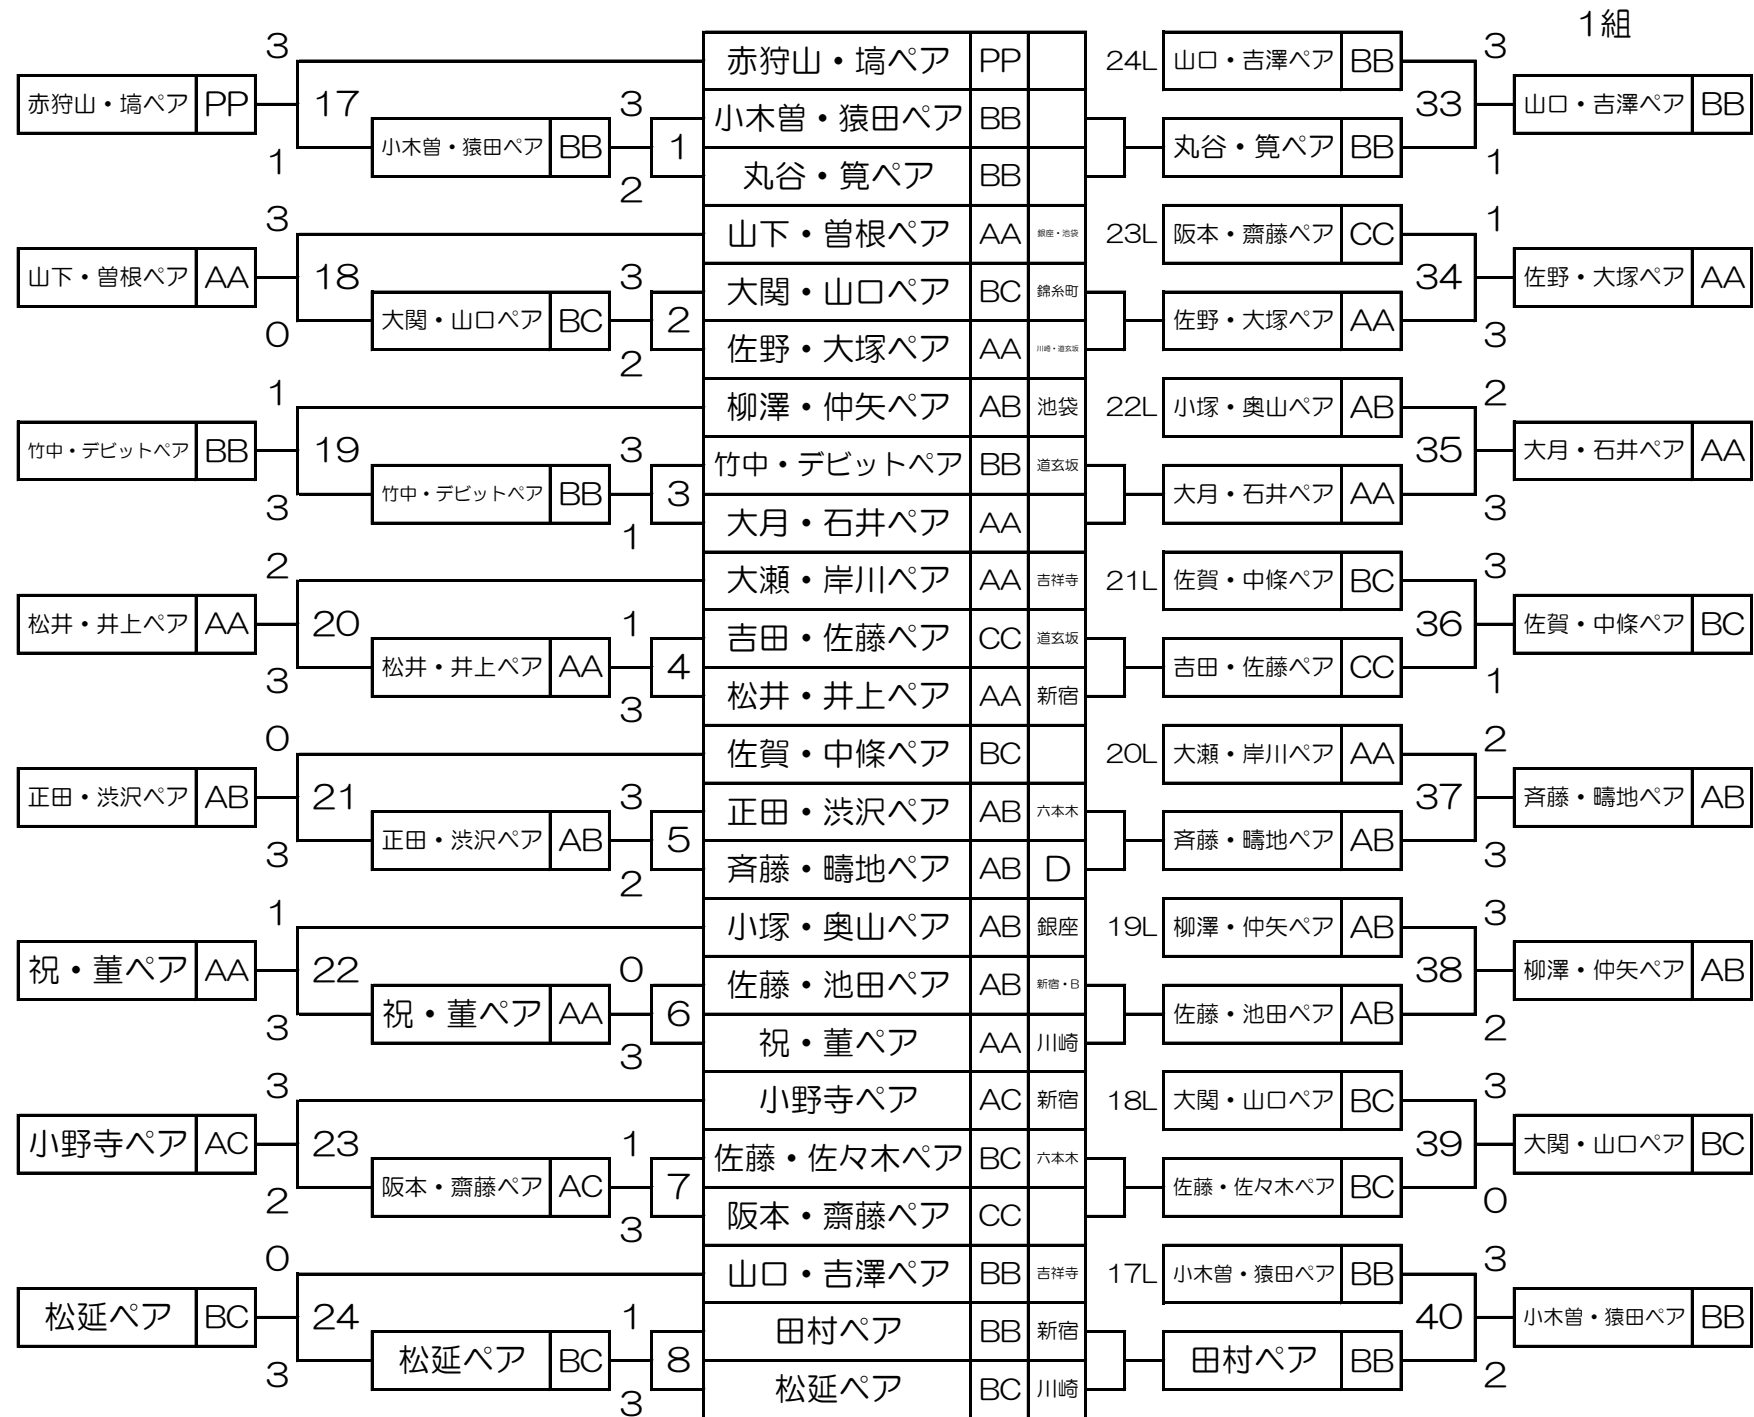 1組
3 赤狩山・塙ペア PP 24L 山口・吉澤ペア BB 3
赤狩山・塙ペア PP 17 3 小木曽・猿田ペア BB 33 山口・吉澤ペア BB
小木曽・猿田ペア BB 1 丸谷・筧ペア BB
1 2 丸谷・筧ペア BB 1
3 山下・曽根ペア AA 銀座・池袋 23L 阪本・齋藤ペア CC 1
山下・曽根ペア AA 18 3 大関・山口ペア BC 錦糸町 34 佐野・大塚ペア AA
大関・山口ペア BC 2 佐野・大塚ペア AA
0 2 佐野・大塚ペア AA 川崎・道玄坂 3
1 柳澤・仲矢ペア AB 池袋 22L 小塚・奥山ペア AB 2
竹中・デビットペア BB 19 3 竹中・デビットペア BB 道玄坂 35 大月・石井ペア AA
竹中・デビットペア BB 3 大月・石井ペア AA
3 1 大月・石井ペア AA 3
2 大瀬・岸川ペア AA 吉祥寺 21L 佐賀・中條ペア BC 3
松井・井上ペア AA 20 1 吉田・佐藤ペア CC 道玄坂 36 佐賀・中條ペア BC
松井・井上ペア AA 4 吉田・佐藤ペア CC
3 3 松井・井上ペア AA 新宿 1
0 佐賀・中條ペア BC 20L 大瀬・岸川ペア AA 2
正田・渋沢ペア AB 21 3 正田・渋沢ペア AB 六本木 37 斉藤・疇地ペア AB
正田・渋沢ペア AB 5 斉藤・疇地ペア AB
3 2 斉藤・疇地ペア AB D 3
1 小塚・奥山ペア AB 銀座 19L 柳澤・仲矢ペア AB 3
祝・董ペア AA 22 0 佐藤・池田ペア AB 新宿・B 38 柳澤・仲矢ペア AB
祝・董ペア AA 6 佐藤・池田ペア AB
3 3 祝・董ペア AA 川崎 2
3 小野寺ペア AC 新宿 18L 大関・山口ペア BC 3
小野寺ペア AC 23 1 佐藤・佐々木ペア BC 六本木 39 大関・山口ペア BC
阪本・齋藤ペア AC 7 佐藤・佐々木ペア BC
2 3 阪本・齋藤ペア CC 0
0 山口・吉澤ペア BB 吉祥寺 17L 小木曽・猿田ペア BB 3
松延ペア BC 24 1 田村ペア BB 新宿 40 小木曽・猿田ペア BB
松延ペア BC 8 田村ペア BB
3 3 松延ペア BC 川崎 2